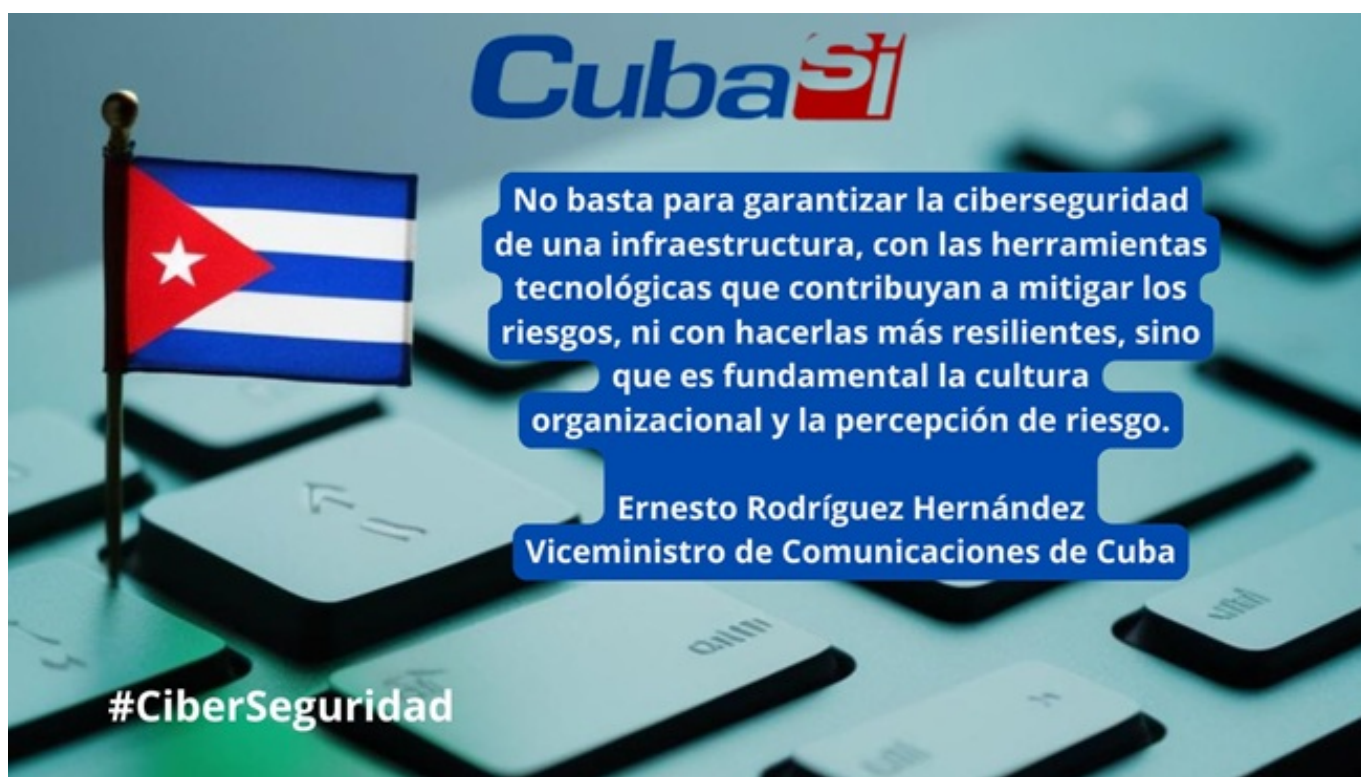 CubaSi
No basta para garantizar la ciberseguridad
de una infraestructura, con las herramientas
tecnológicas que contribuyan a mitigar los
riesgos, ni con hacerlas más resilientes, sino
que es fundamental la cultura
organizacional y la percepción de riesgo.
Ernesto Rodríguez Hernández
Viceministro de Comunicaciones de Cuba
#CiberSeguridad